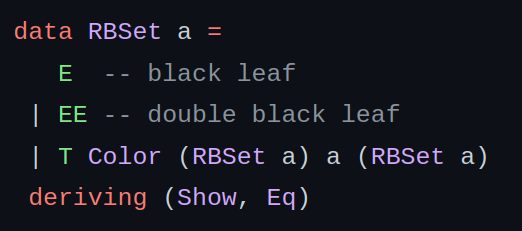 data RBSet a =
   E  -- black leaf
 | EE -- double black leaf
 | T Color (RBSet a) a (RBSet a)
 deriving (Show, Eq)